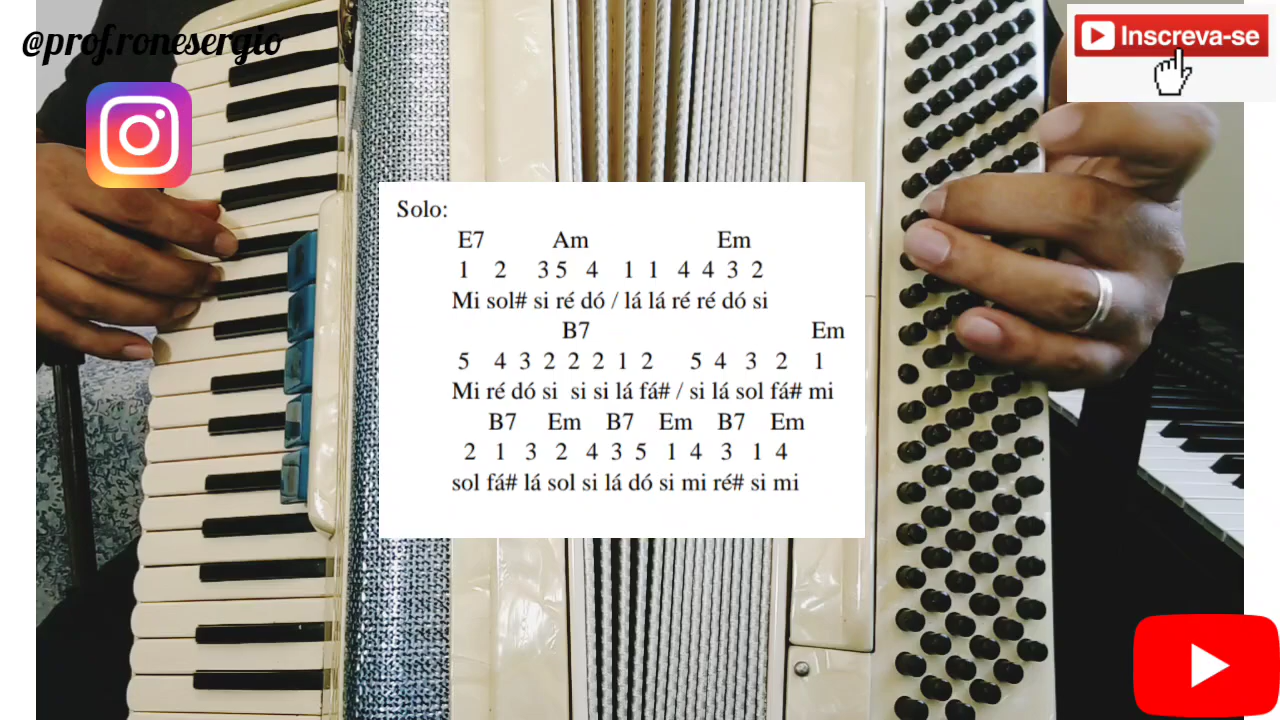 @prof.ronesergio
Inscreva-se
Solo:
E7 Am Em
1 2 3 5 4 1 1 4 4 3 2
Mi sol# si ré dó / lá lá ré ré dó si
B7 Em
5 4 3 2 2 2 1 2 5 4 3 2 1
Mi ré dó si si si lá fá# / si lá sol fá# mi
B7 Em B7 Em B7 Em
2 1 3 2 4 3 5 1 4 3 1 4
sol fá# lá sol si lá dó si mi ré# si mi